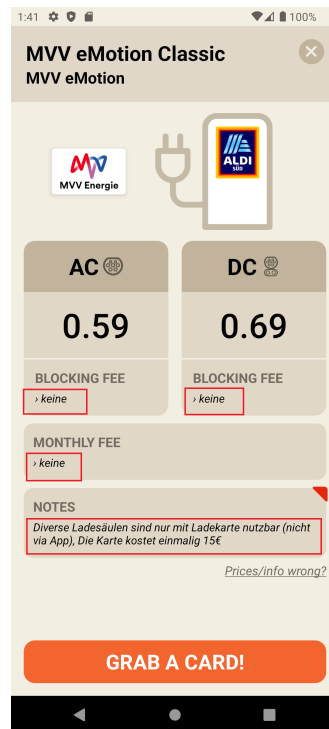 1:41 100%
MVV eMotion Classic
MVV eMotion
MVV Energie
ALDI
SÜD
AC DC
0.59 0.69
BLOCKING FEE BLOCKING FEE
› keine › keine
MONTHLY FEE
› keine
NOTES
Diverse Ladesäulen sind nur mit Ladekarte nutzbar (nicht
via App), Die Karte kostet einmalig 15€
Prices/info wrong?
GRAB A CARD!